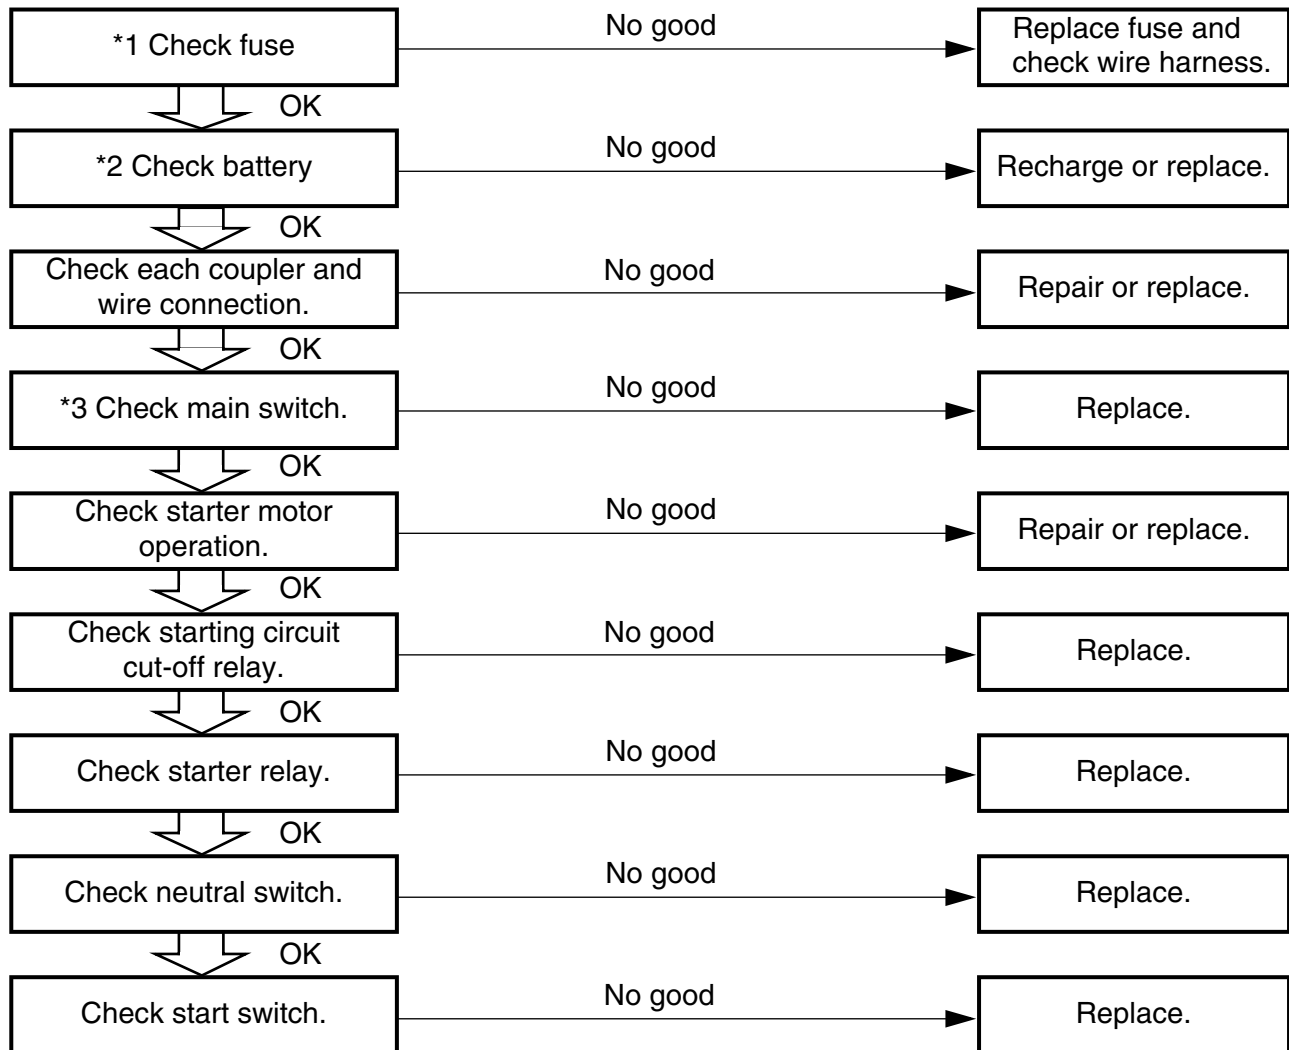 *1 Check fuse
No good
Replace fuse and
check wire harness.
OK
*2 Check battery
No good
Recharge or replace.
OK
Check each coupler and
wire connection.
No good
Repair or replace.
OK
*3 Check main switch.
No good
Replace.
OK
Check starter motor
operation.
No good
Repair or replace.
OK
Check starting circuit
cut-off relay.
No good
Replace.
OK
Check starter relay.
No good
Replace.
OK
Check neutral switch.
No good
Replace.
OK
Check start switch.
No good
Replace.